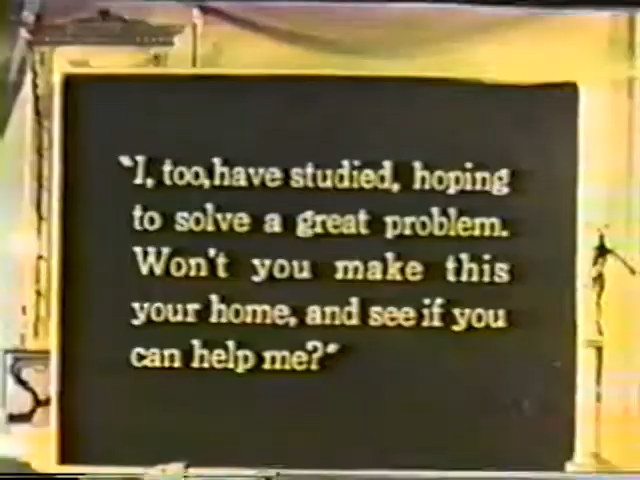 "I, too, have studied, hoping
to solve a great problem.
Won't you make this
your home, and see if you
can help me?"